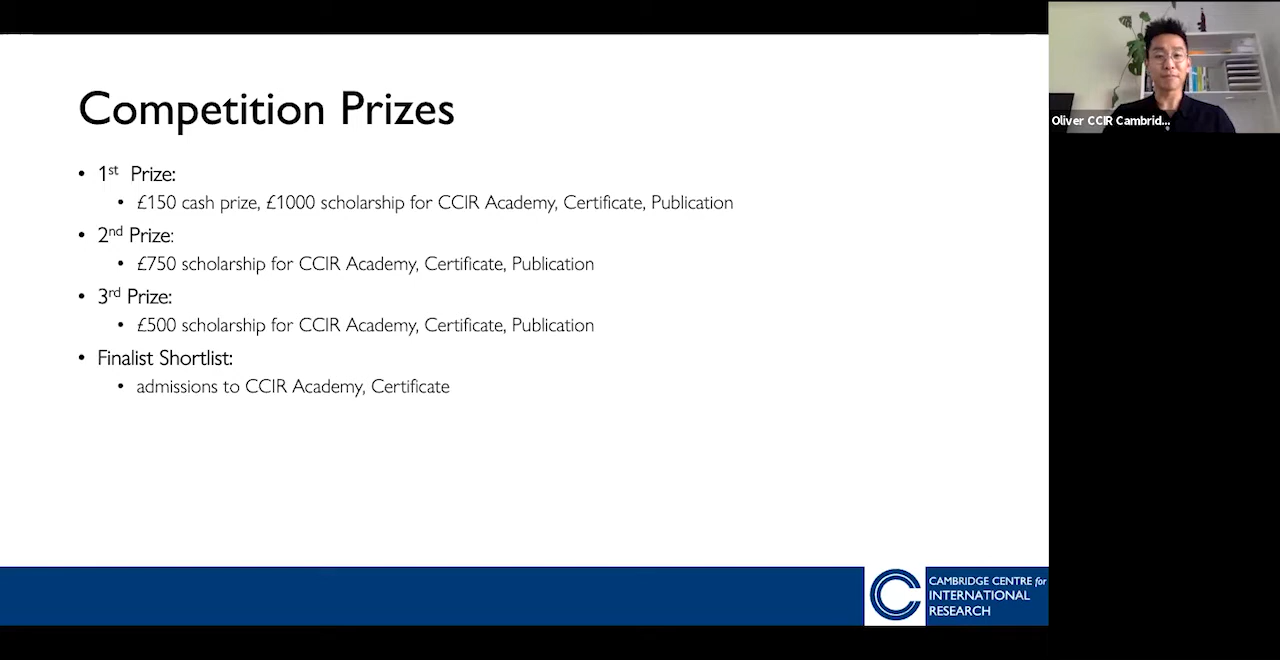 Competition Prizes
• 1st Prize:
• £150 cash prize, £1000 scholarship for CCIR Academy, Certificate, Publication
• 2nd Prize:
• £750 scholarship for CCIR Academy, Certificate, Publication
• 3rd Prize:
• £500 scholarship for CCIR Academy, Certificate, Publication
• Finalist Shortlist:
• admissions to CCIR Academy, Certificate
Oliver CCIR Cambrid...
CAMBRIDGE CENTRE for
INTERNATIONAL
RESEARCH